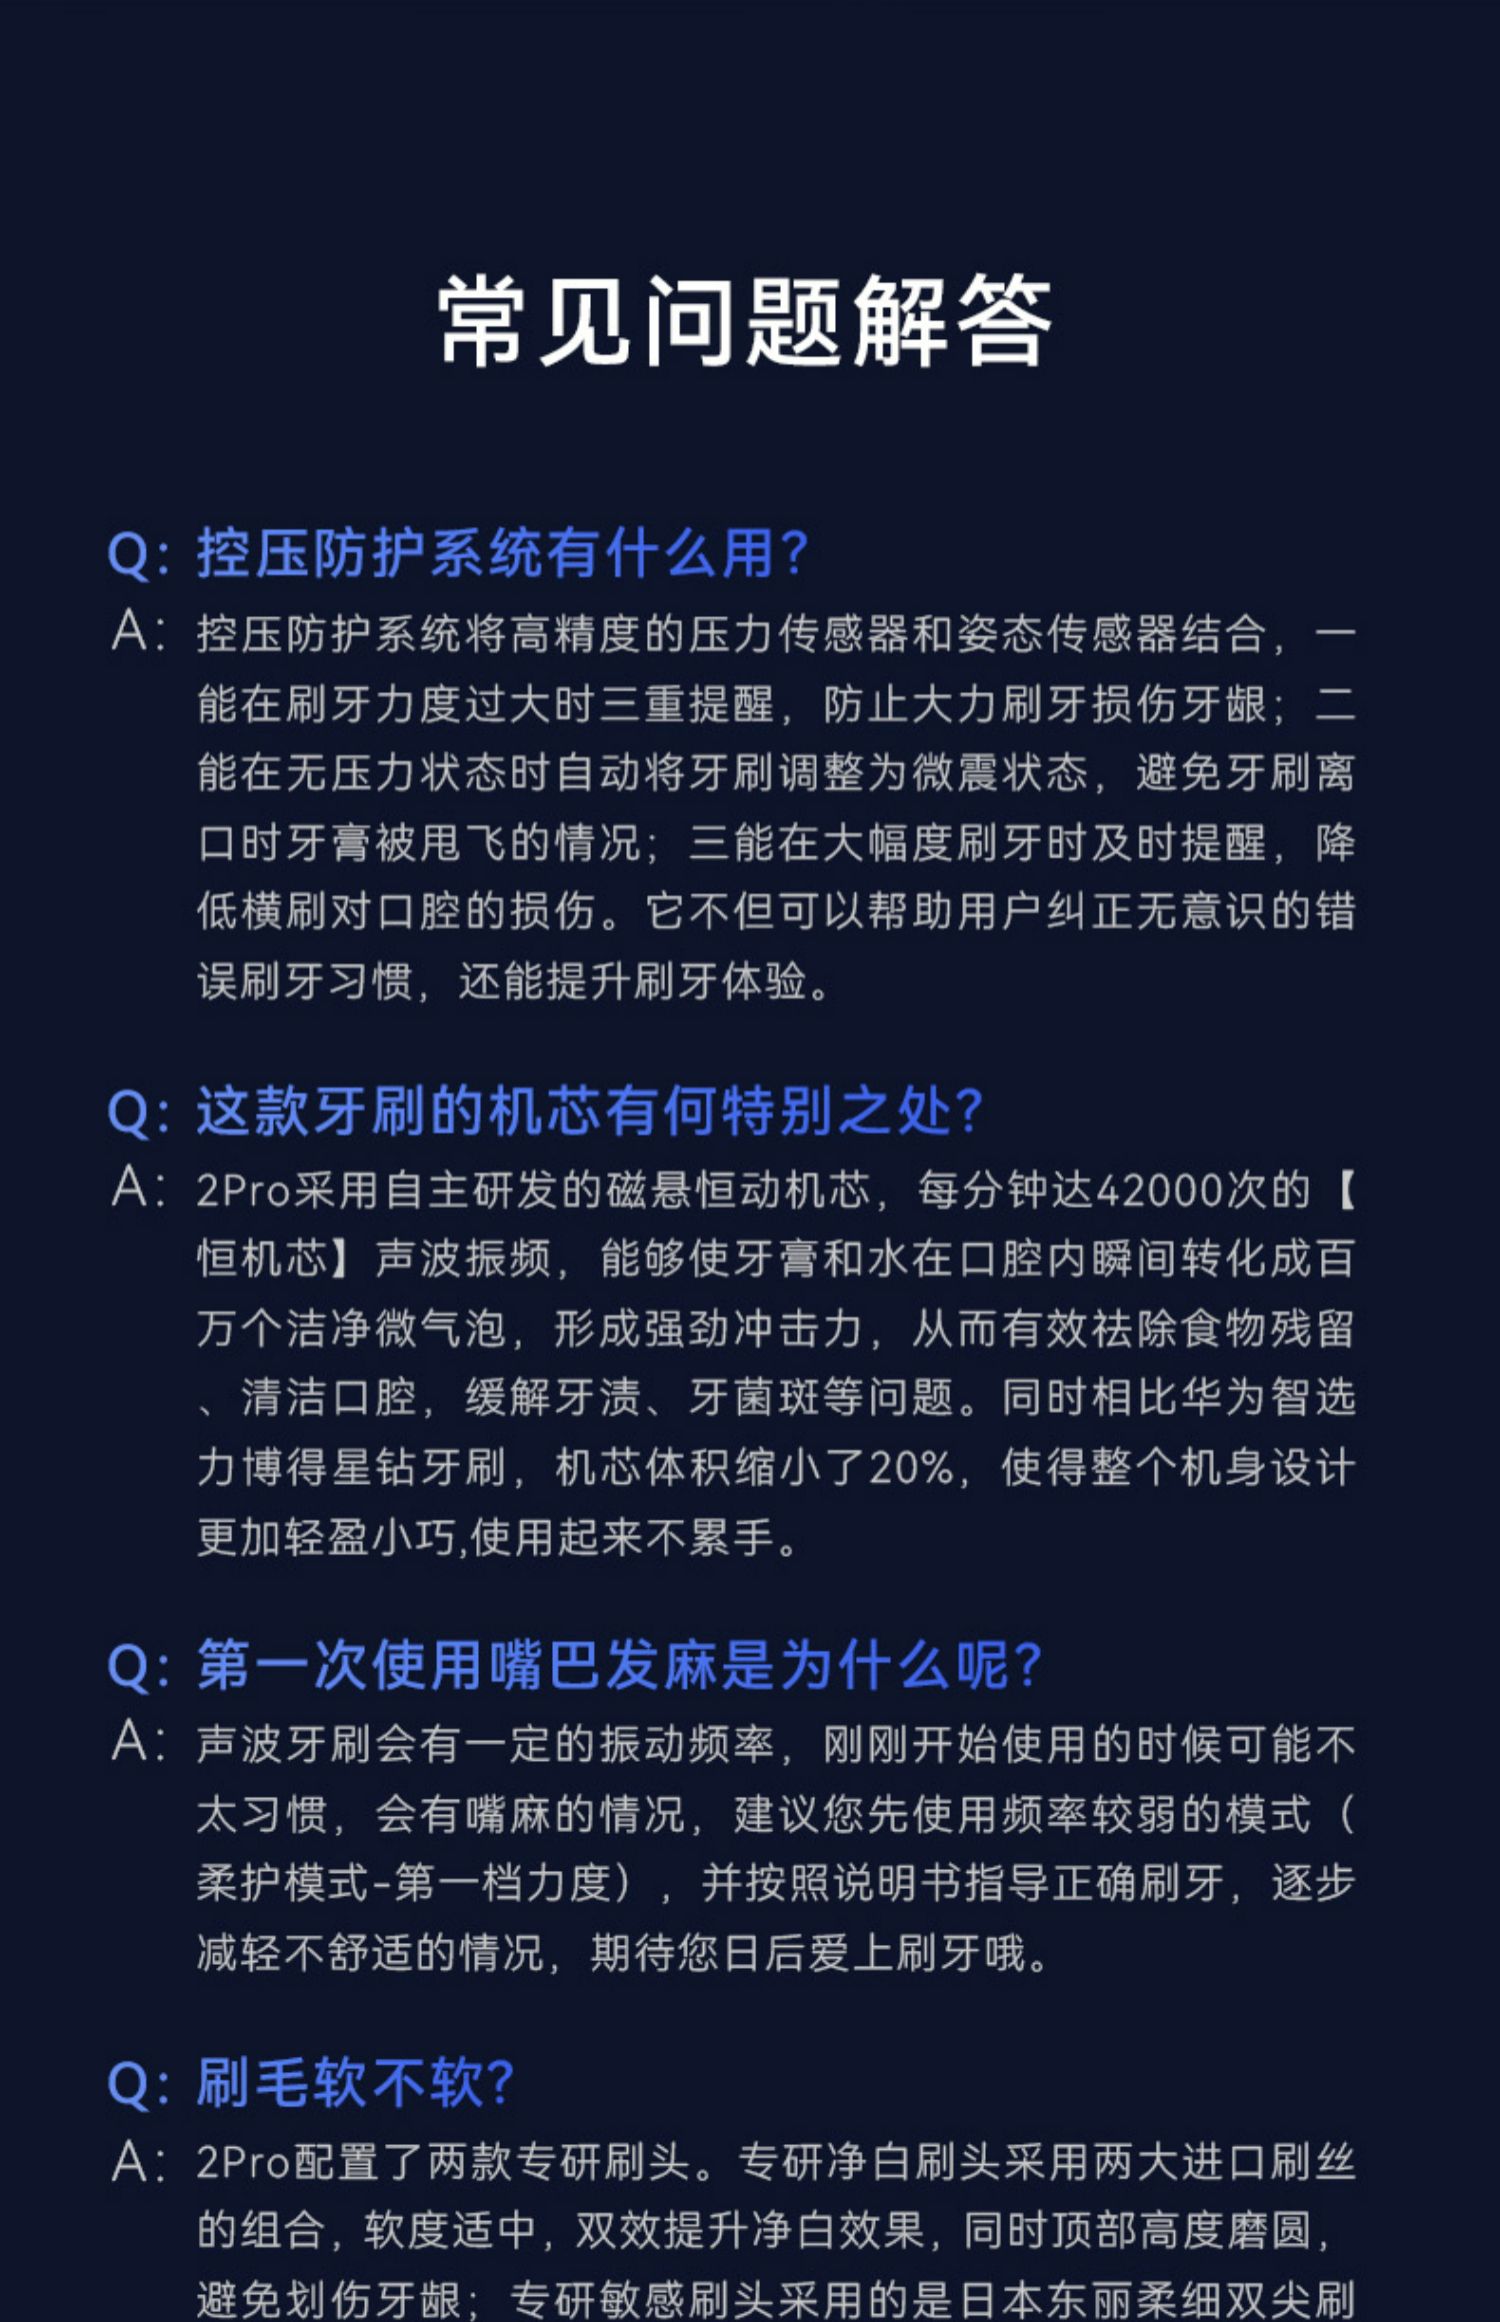 常见问题解答
Q：控压防护系统有什么用？
A：控压防护系统将高精度的压力传感器和姿态传感器结合，一
能在刷牙力度过大时三重提醒，防止大力刷牙损伤牙龈；二
能在无压力状态时自动将牙刷调整为微震状态，避免牙刷离
口时牙膏被甩飞的情况；三能在大幅度刷牙时及时提醒，降
低横刷对口腔的损伤。它不但可以帮助用户纠正无意识的错
误刷牙习惯，还能提升刷牙体验。
Q：这款牙刷的机芯有何特别之处？
A：2Pro采用自主研发的磁悬恒动机芯，每分钟达42000次的【
恒机芯】声波振频，能够使牙膏和水在口腔内瞬间转化成百
万个洁净微气泡，形成强劲冲击力，从而有效祛除食物残留
、清洁口腔，缓解牙渍、牙菌斑等问题。同时相比华为智选
力博得星钻牙刷，机芯体积缩小了20%，使得整个机身设计
更加轻盈小巧,使用起来不累手。
Q：第一次使用嘴巴发麻是为什么呢？
A：声波牙刷会有一定的振动频率，刚刚开始使用的时候可能不
太习惯，会有嘴麻的情况，建议您先使用频率较弱的模式（
柔护模式-第一档力度），并按照说明书指导正确刷牙，逐步
减轻不舒适的情况，期待您日后爱上刷牙哦。
Q：刷毛软不软？
A：2Pro配置了两款专研刷头。专研净白刷头采用两大进口刷丝
的组合，软度适中，双效提升净白效果，同时顶部高度磨圆，
避免划伤牙龈；专研敏感刷头采用的是日本东丽柔细双尖刷